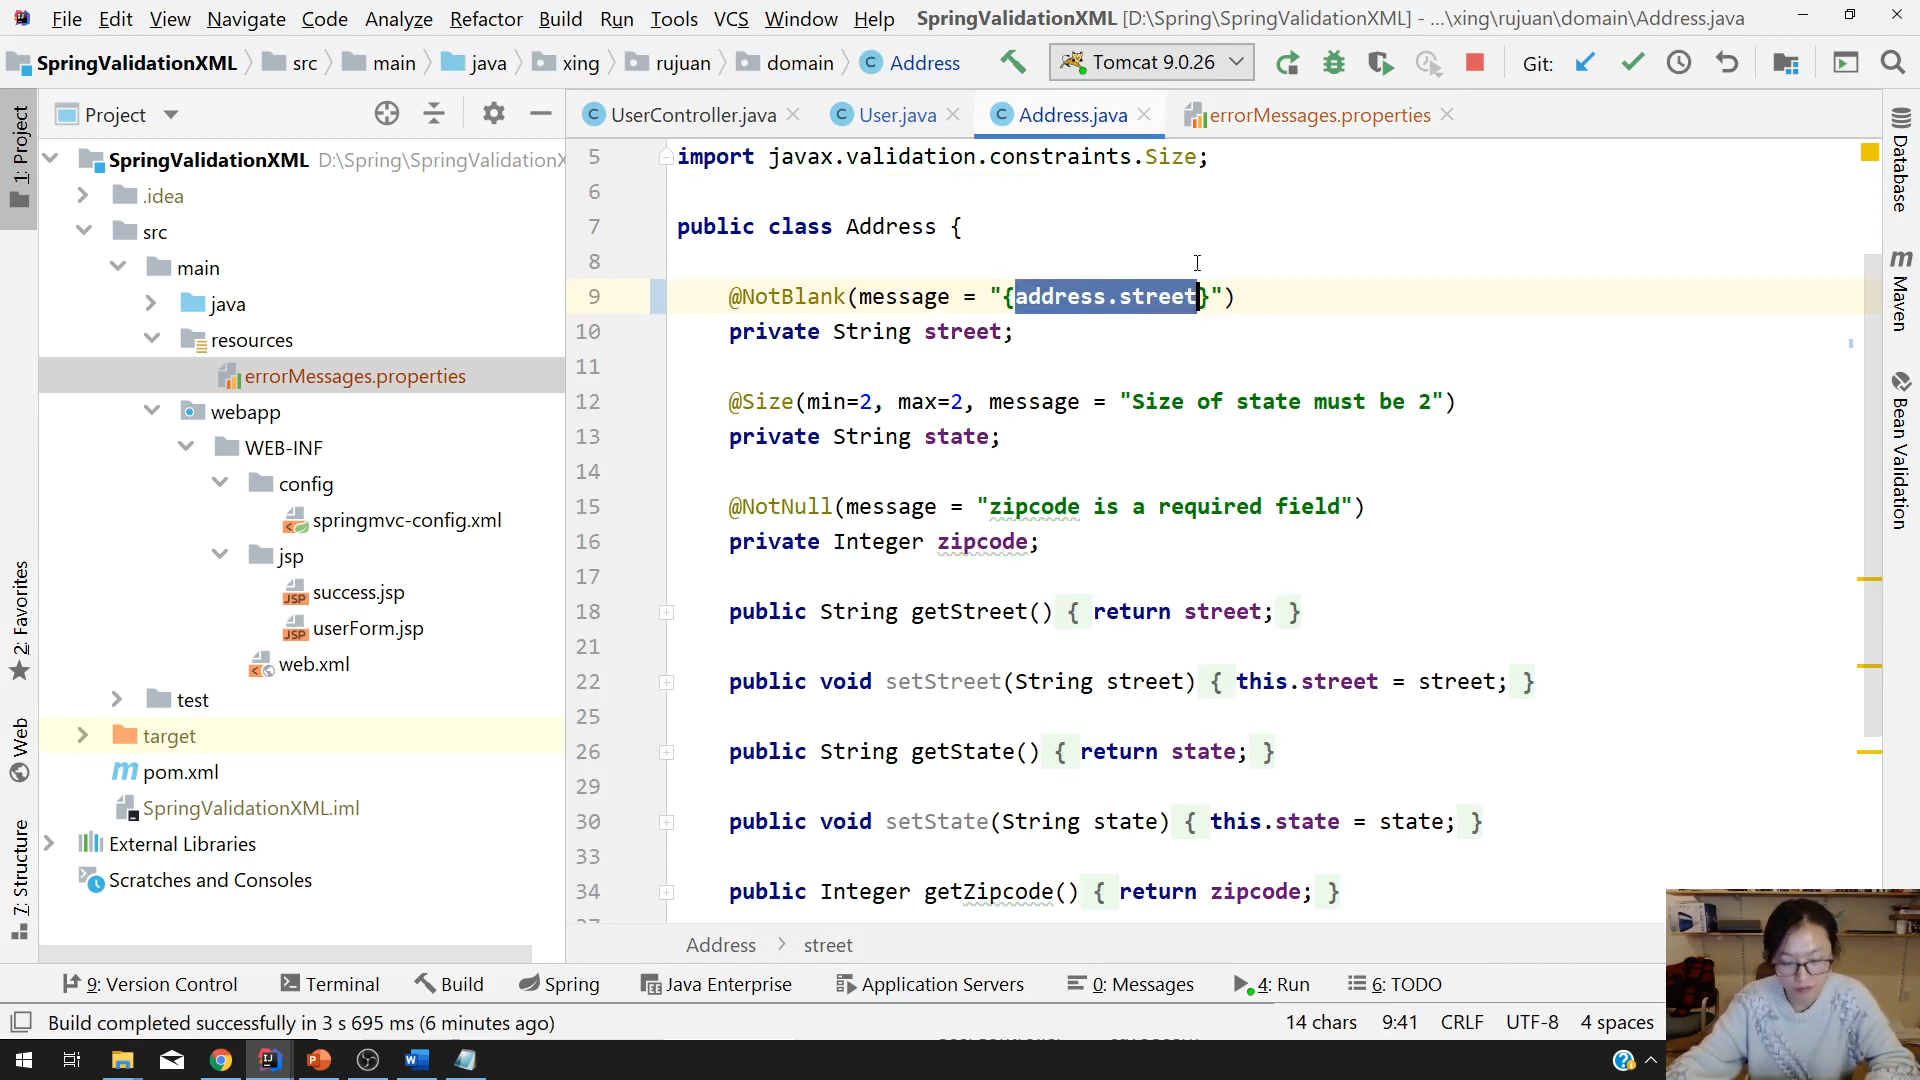 File Edit View Navigate Code Analyze Refactor Build Run Tools VCS Window Help SpringValidationXML [D:\Spring\SpringValidationXML] - ...\xing\rujuan\domain\Address.java
SpringValidationXML src main java xing rujuan domain Address Tomcat 9.0.26 Git:
Project
UserController.java User.java Address.java errorMessages.properties
SpringValidationXML D:\Spring\SpringValidationX
.idea
src
main
java
resources
errorMessages.properties
webapp
WEB-INF
config
springmvc-config.xml
jsp
success.jsp
userForm.jsp
web.xml
test
target
pom.xml
SpringValidationXML.iml
External Libraries
Scratches and Consoles
1: Project
2: Favorites
Web
7: Structure
5 import javax.validation.constraints.Size;
6
7 public class Address {
8
9 @NotBlank(message = "{address.street}")
10 private String street;
11
12 @Size(min=2, max=2, message = "Size of state must be 2")
13 private String state;
14
15 @NotNull(message = "zipcode is a required field")
16 private Integer zipcode;
17
18 public String getStreet() { return street; }
21
22 public void setStreet(String street) { this.street = street; }
25
26 public String getState() { return state; }
29
30 public void setState(String state) { this.state = state; }
33
34 public Integer getZipcode() { return zipcode; }
Database
Maven
Bean Validation
Address street
9: Version Control Terminal Build Spring Java Enterprise Application Servers 0: Messages 4: Run 6: TODO
Build completed successfully in 3 s 695 ms (6 minutes ago) 14 chars 9:41 CRLF UTF-8 4 spaces